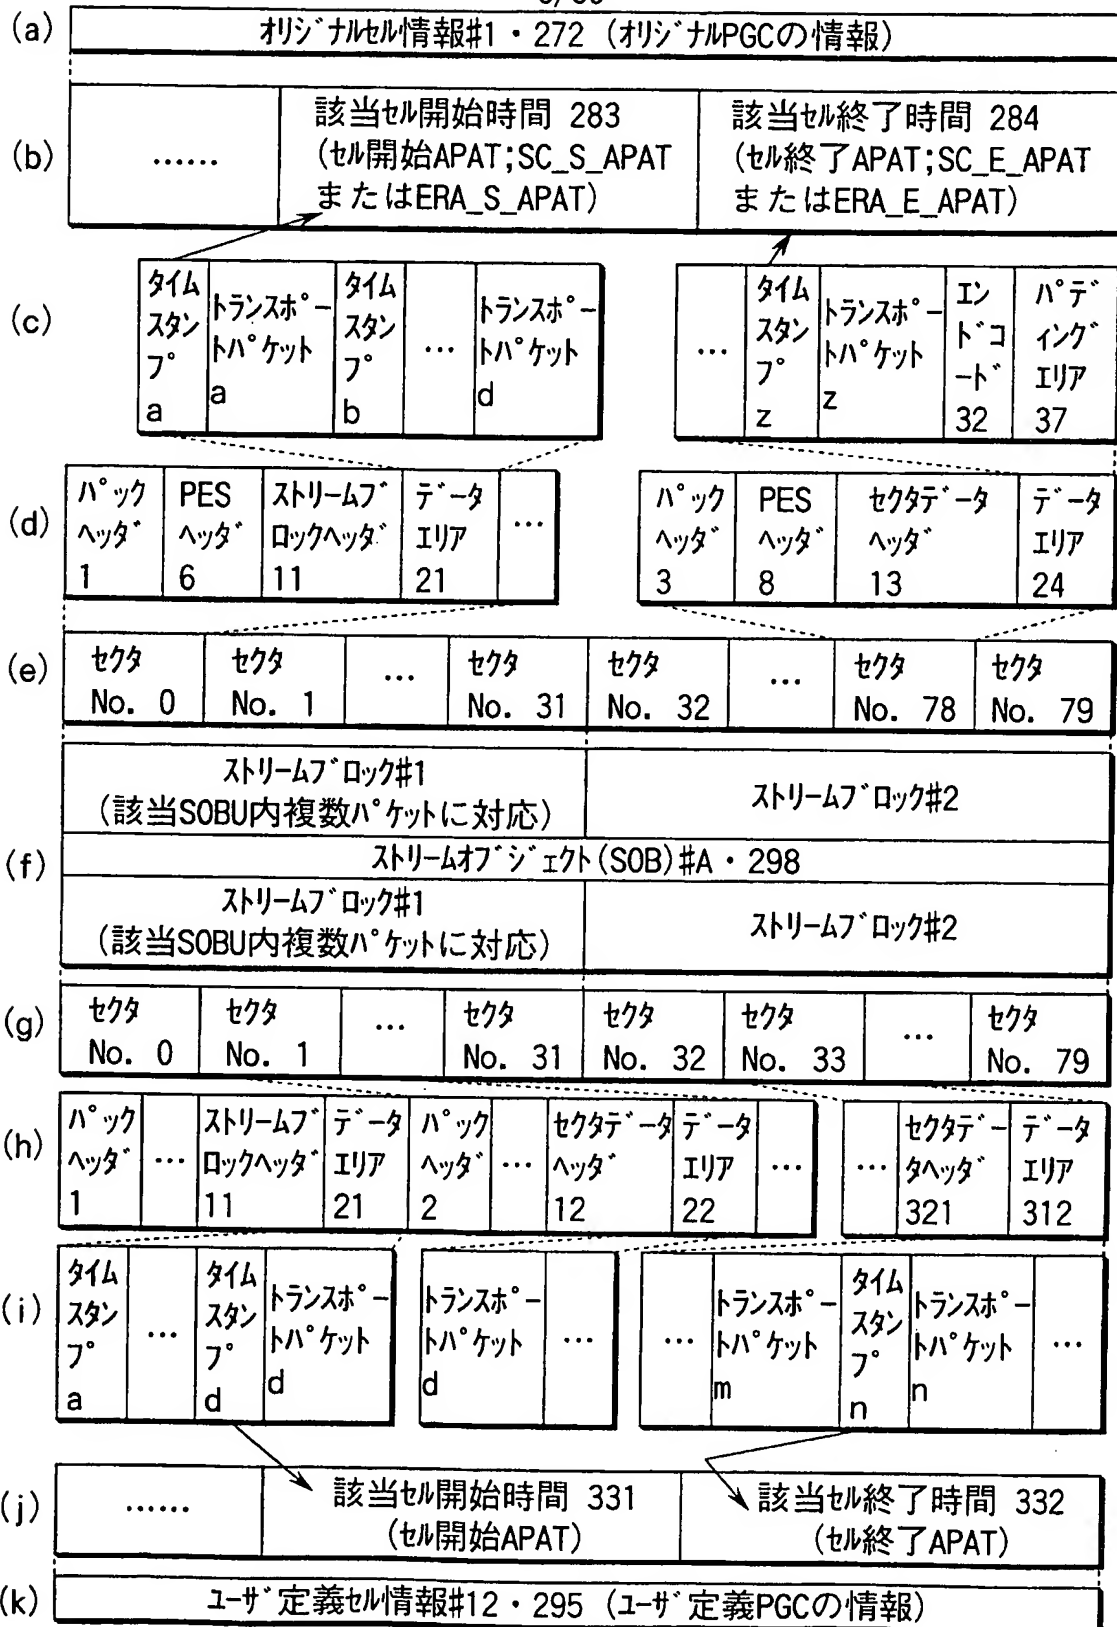 (a) オリジナルセル情報#1・272 (オリジナルPGCの情報)
(b) ……
該当セル開始時間 283
(セル開始APAT;SC_S_APAT
またはERA_S_APAT)
該当セル終了時間 284
(セル終了APAT;SC_E_APAT
またはERA_E_APAT)
(c)
タイム
スタン
プ
a
トランスポー
トパケット
a
タイム
スタン
プ
b
…
トランスポー
トパケット
d
…
タイム
スタン
プ
z
トランスポー
トパケット
z
エン
ドコ
ード
32
パデ
ィング
エリア
37
(d)
パック
ヘッダ
1
PES
ヘッダ
6
ストリームブ
ロックヘッダ
11
データ
エリア
21
…
パック
ヘッダ
3
PES
ヘッダ
8
セクタデータ
ヘッダ
13
データ
エリア
24
(e)
セクタ
No. 0
セクタ
No. 1
…
セクタ
No. 31
セクタ
No. 32
…
セクタ
No. 78
セクタ
No. 79
(f)
ストリームブロック#1
(該当SOBU内複数パケットに対応)
ストリームブロック#2
ストリームオブジェクト(SOB)#A・298
ストリームブロック#1
(該当SOBU内複数パケットに対応)
ストリームブロック#2
(g)
セクタ
No. 0
セクタ
No. 1
…
セクタ
No. 31
セクタ
No. 32
セクタ
No. 33
…
セクタ
No. 79
(h)
パック
ヘッダ
1
…
ストリームブ
ロックヘッダ
11
データ
エリア
21
パック
ヘッダ
2
…
セクタデータ
ヘッダ
12
データ
エリア
22
…
…
セクタデー
タヘッダ
321
データ
エリア
312
(i)
タイム
スタン
プ
a
…
タイム
スタン
プ
d
トランスポー
トパケット
d
トランスポー
トパケット
d
…
…
トランスポー
トパケット
m
タイム
スタン
プ
n
トランスポー
トパケット
n
…
(j) ……
該当セル開始時間 331
(セル開始APAT)
該当セル終了時間 332
(セル終了APAT)
(k) ユーザ定義セル情報#12・295 (ユーザ定義PGCの情報)